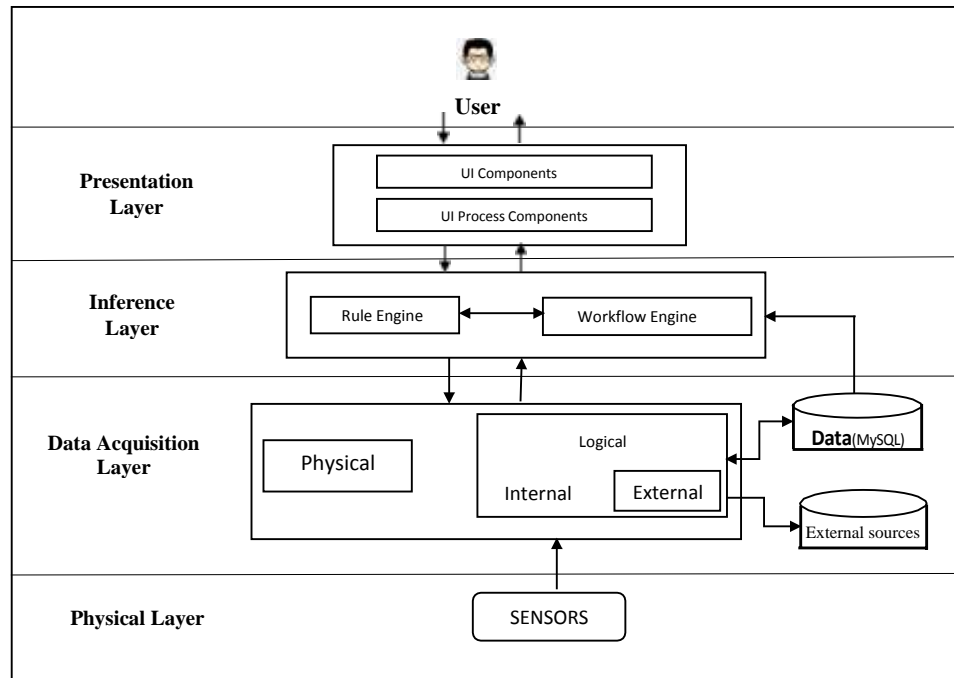 User
Presentation
Layer
UI Components
UI Process Components
Inference
Layer
Rule Engine
Workflow Engine
Data Acquisition
Layer
Physical
Logical
Internal
External
Data(MySQL)
External sources
Physical Layer
SENSORS